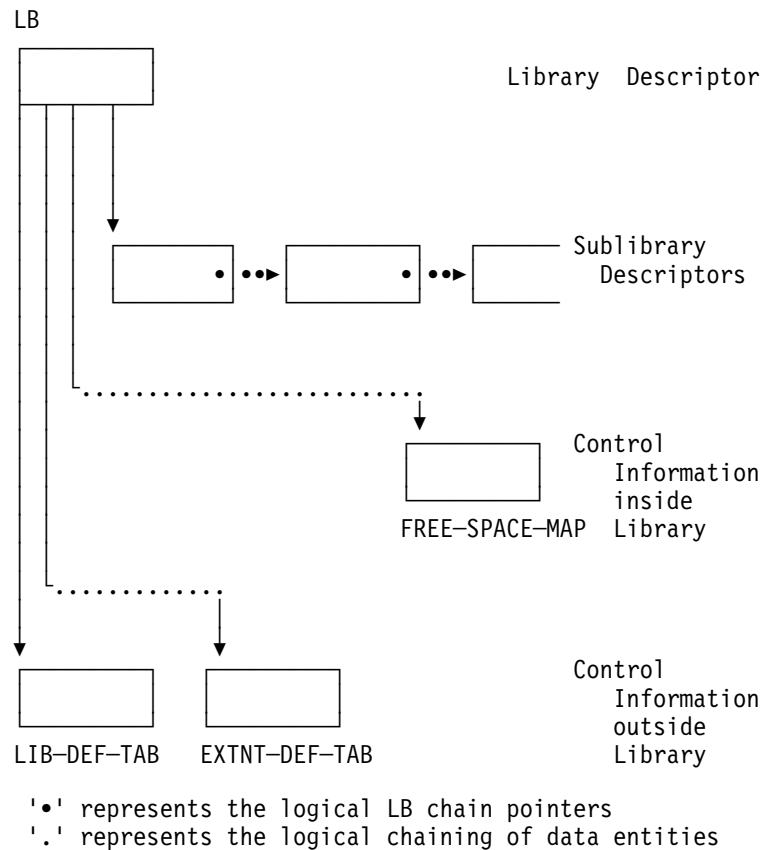 LB
Library Descriptor
Sublibrary
Descriptors
Control
Information
inside
FREE—SPACE—MAP Library
Control
Information
outside
LIB—DEF—TAB EXTNT—DEF—TAB Library
'•' represents the logical LB chain pointers
'.' represents the logical chaining of data entities